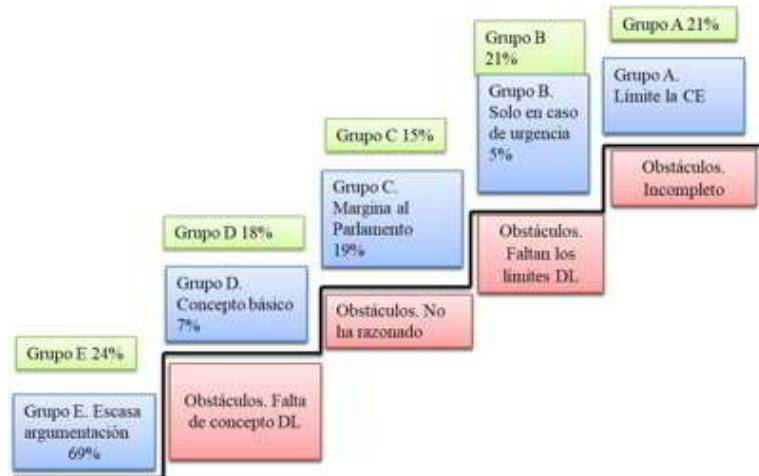 Grupo A 21%
Grupo B
21%
Grupo A.
Límite la CE
Grupo B.
Solo en caso
de urgencia
5%
Grupo C 15%
Obstáculos.
Incompleto
Grupo C.
Margina al
Parlamento
19%
Grupo D 18%
Obstáculos.
Faltan los
límites DL
Grupo D.
Concepto básico
7%
Obstáculos. No
ha razonado
Grupo E 24%
Obstáculos. Falta
de concepto DL
Grupo E. Escasa
argumentación
69%